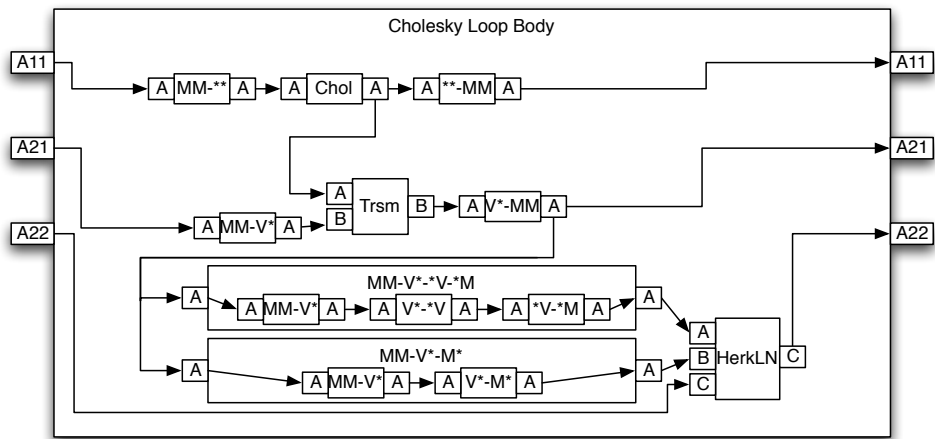 Cholesky Loop Body
A11
A11
A MM-** A
A Chol A
A **-MM A
A21
A21
A
Trsm
B
B
A V*-MM A
A MM-V* A
A22
A22
MM-V*-*V-*M
A
A MM-V* A
A V*-*V A
A *V-*M A
A
MM-V*-M*
A
A MM-V* A
A V*-M* A
A
A
B
C
HerkLN
C